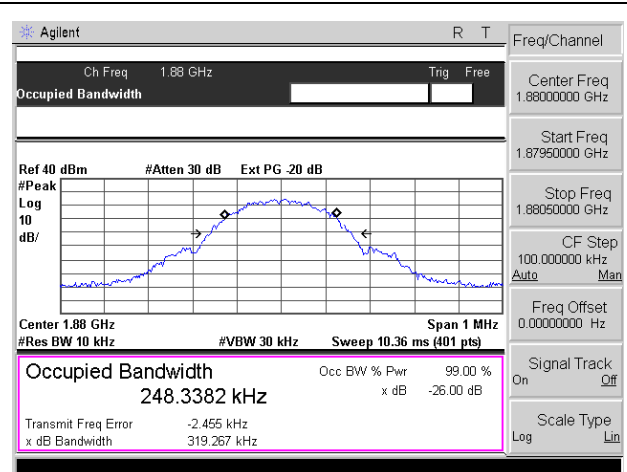 Agilent R T
Ch Freq 1.88 GHz Trig Free
Occupied Bandwidth
Ref 40 dBm #Atten 30 dB Ext PG -20 dB
#Peak
Log
10
dB/
Center 1.88 GHz Span 1 MHz
#Res BW 10 kHz #VBW 30 kHz Sweep 10.36 ms (401 pts)
Occupied Bandwidth Occ BW % Pwr 99.00 %
248.3382 kHz x dB -26.00 dB
Transmit Freq Error -2.455 kHz
x dB Bandwidth 319.267 kHz
Freq/Channel
Center Freq
1.88000000 GHz
Start Freq
1.87950000 GHz
Stop Freq
1.88050000 GHz
CF Step
100.000000 kHz
Auto Man
Freq Offset
0.00000000 Hz
Signal Track
On Off
Scale Type
Log Lin